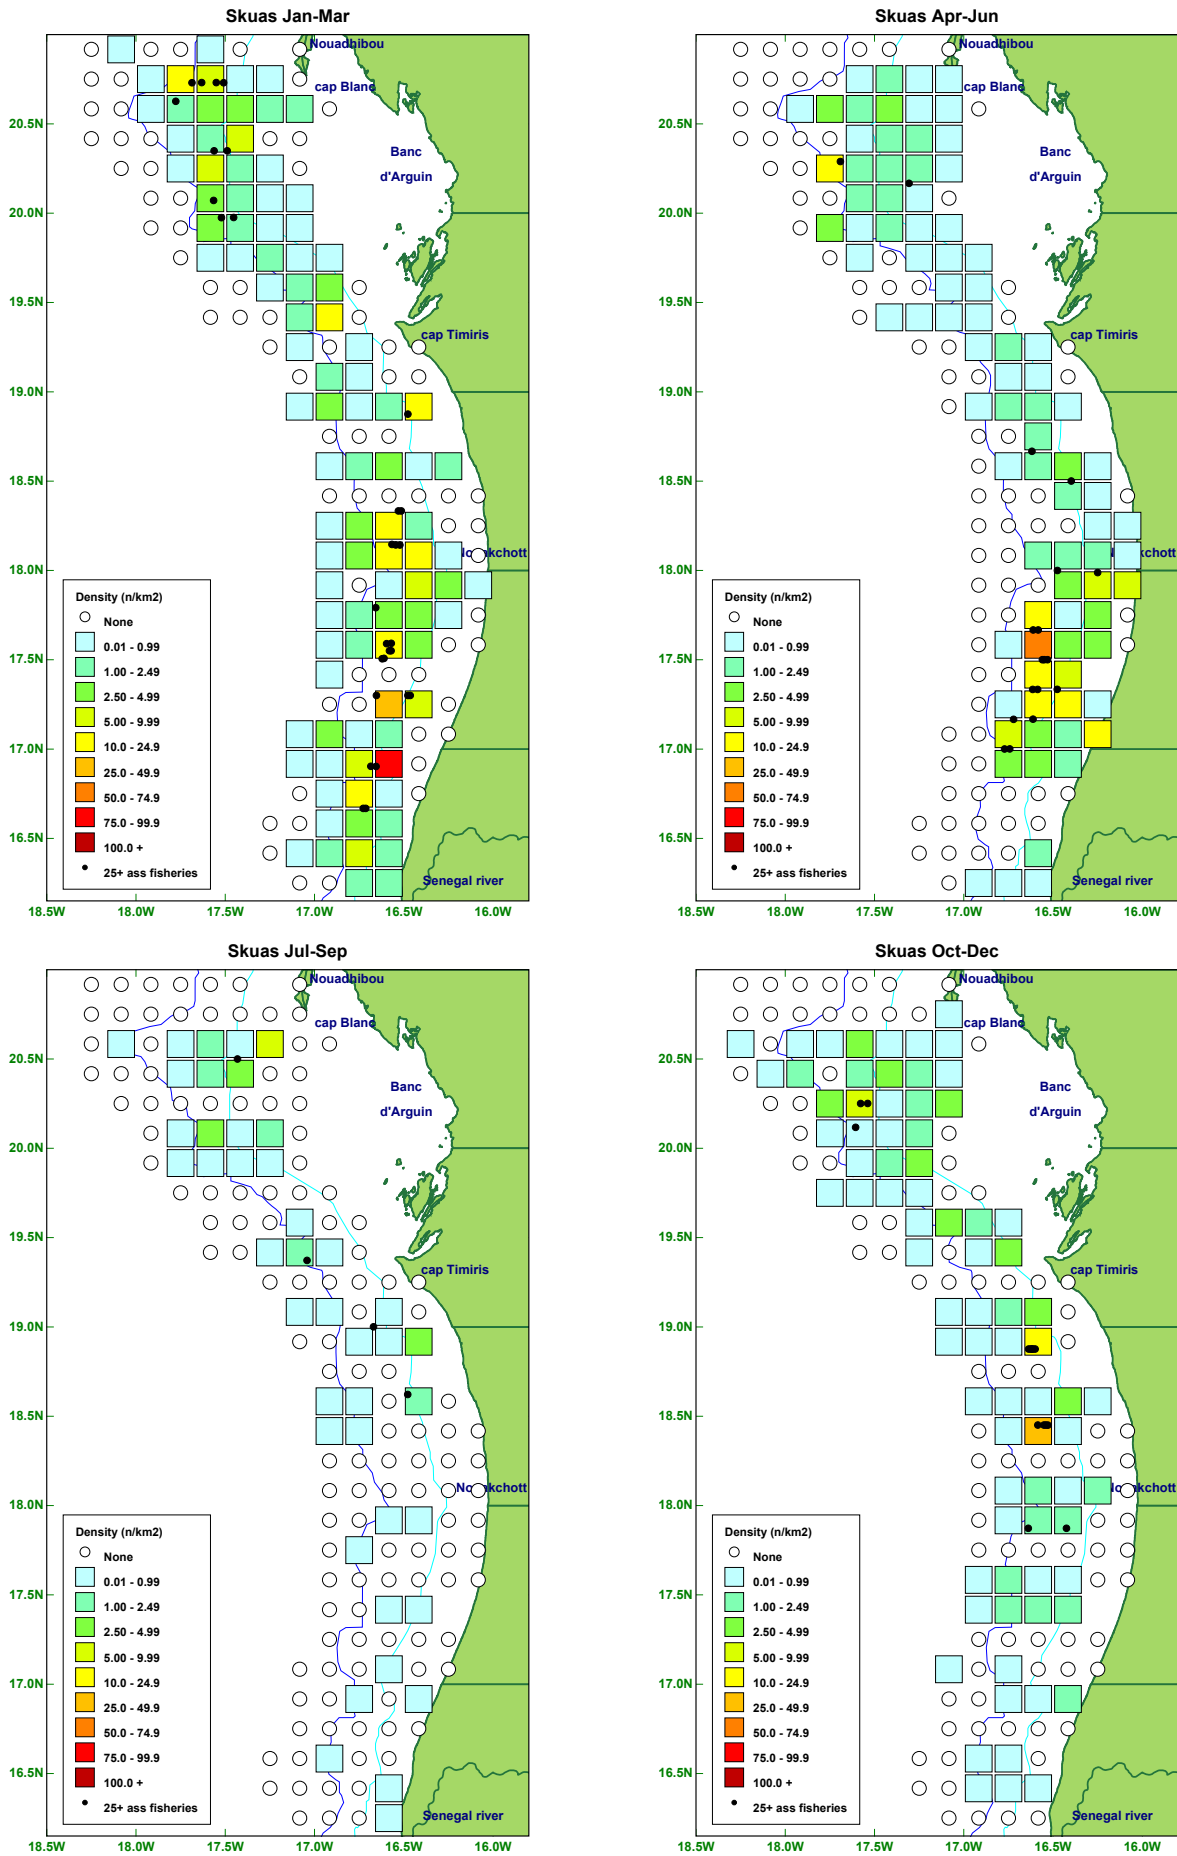 Skuas Jan-Mar
Nouadhibou
cap Blanc
20.5N
Banc
d'Arguin
20.0N
19.5N
cap Timiris
19.0N
18.5N
18.0N
17.5N
17.0N
16.5N
Senegal river
Density (n/km2)
None
0.01 - 0.99
1.00 - 2.49
2.50 - 4.99
5.00 - 9.99
10.0 - 24.9
25.0 - 49.9
50.0 - 74.9
75.0 - 99.9
100.0 +
25+ ass fisheries
18.5W 18.0W 17.5W 17.0W 16.5W 16.0W
Skuas Apr-Jun
Nouadhibou
cap Blanc
20.5N
Banc
d'Arguin
20.0N
19.5N
cap Timiris
19.0N
18.5N
18.0N
17.5N
17.0N
16.5N
Senegal river
Density (n/km2)
None
0.01 - 0.99
1.00 - 2.49
2.50 - 4.99
5.00 - 9.99
10.0 - 24.9
25.0 - 49.9
50.0 - 74.9
75.0 - 99.9
100.0 +
25+ ass fisheries
18.5W 18.0W 17.5W 17.0W 16.5W 16.0W
Skuas Jul-Sep
Nouadhibou
cap Blanc
20.5N
Banc
d'Arguin
20.0N
19.5N
cap Timiris
19.0N
18.5N
18.0N
17.5N
17.0N
16.5N
Senegal river
Density (n/km2)
None
0.01 - 0.99
1.00 - 2.49
2.50 - 4.99
5.00 - 9.99
10.0 - 24.9
25.0 - 49.9
50.0 - 74.9
75.0 - 99.9
100.0 +
25+ ass fisheries
18.5W 18.0W 17.5W 17.0W 16.5W 16.0W
Skuas Oct-Dec
Nouadhibou
cap Blanc
20.5N
Banc
d'Arguin
20.0N
19.5N
cap Timiris
19.0N
18.5N
18.0N
17.5N
17.0N
16.5N
Senegal river
Density (n/km2)
None
0.01 - 0.99
1.00 - 2.49
2.50 - 4.99
5.00 - 9.99
10.0 - 24.9
25.0 - 49.9
50.0 - 74.9
75.0 - 99.9
100.0 +
25+ ass fisheries
18.5W 18.0W 17.5W 17.0W 16.5W 16.0W